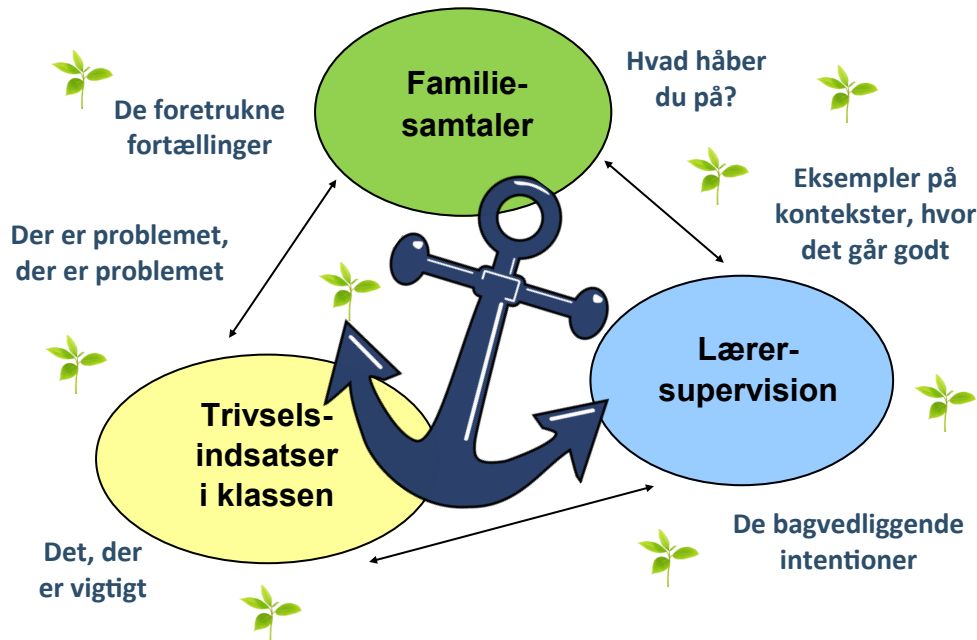 Familie-
samtaler
Hvad håber
du på?
De foretrukne
fortællinger
Eksempler på
kontekster, hvor
det går godt
Der er problemet,
der er problemet
Lærer-
supervision
Trivsels-
indsatser
i klassen
De bagvedliggende
intentioner
Det, der
er vigtigt